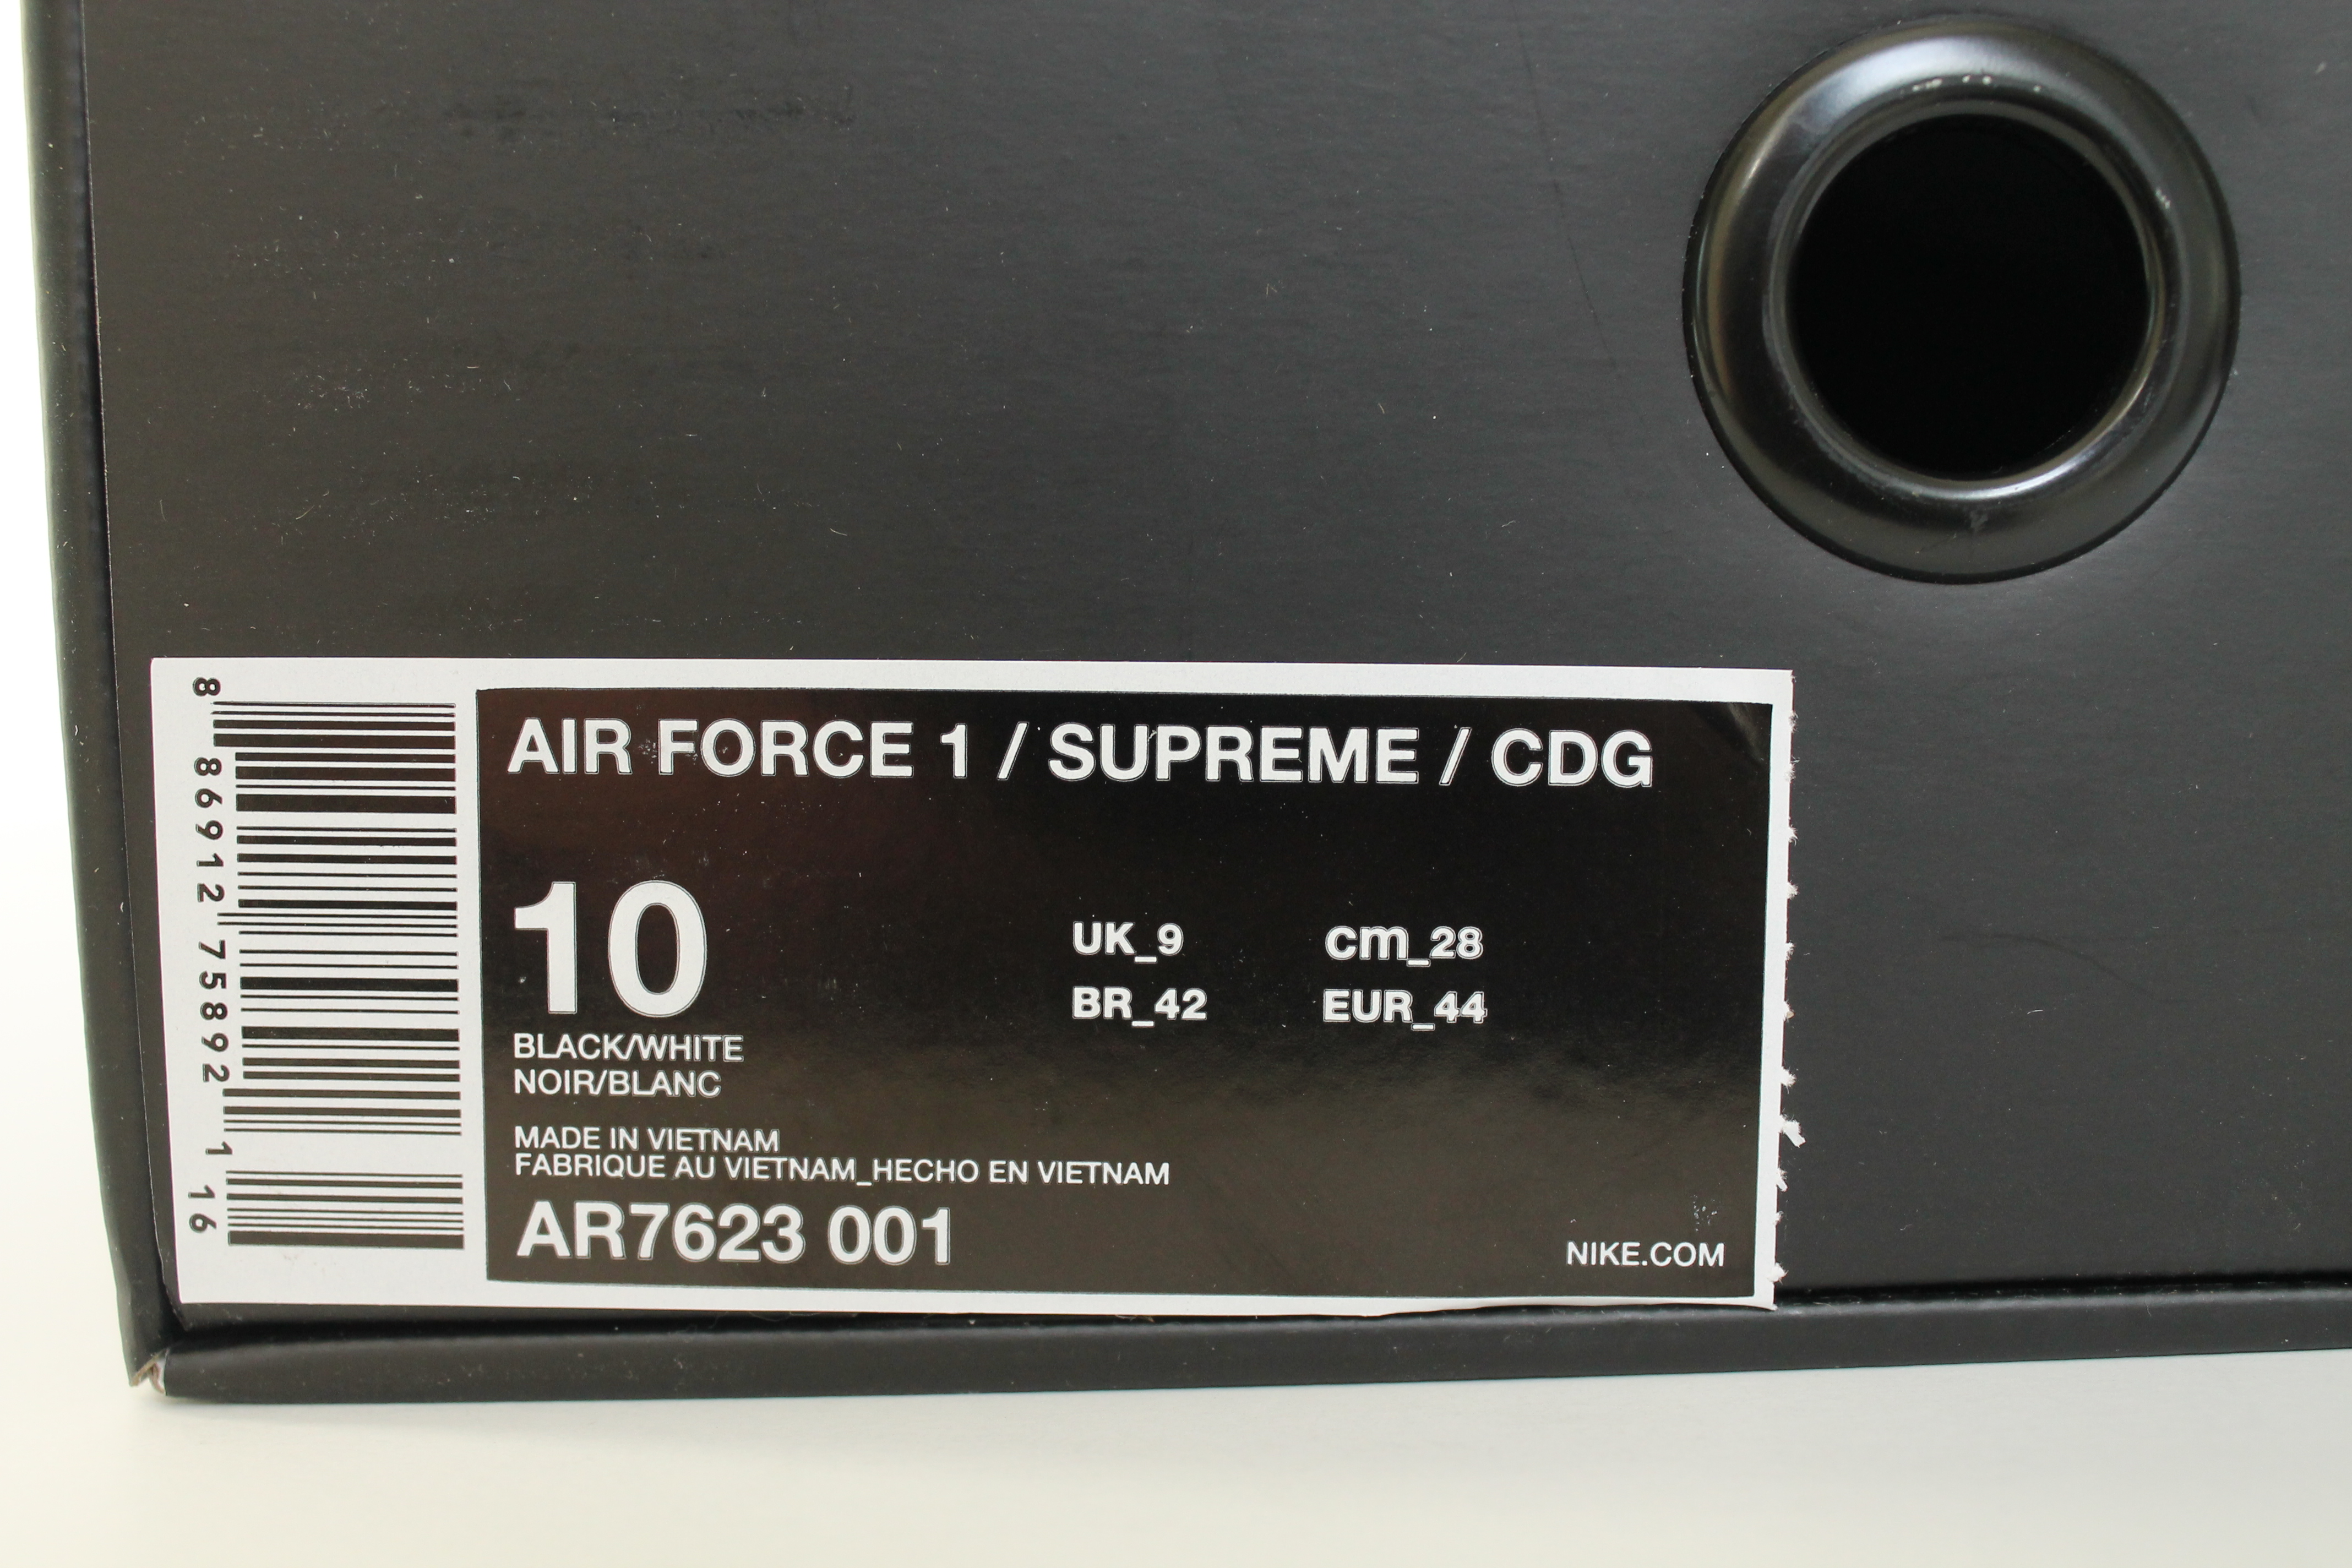 AIR FORCE 1 / SUPREME / CDG
10
UK_9 cm_28
BR_42 EUR_44
BLACK/WHITE
NOIR/BLANC
MADE IN VIETNAM
FABRIQUE AU VIETNAM_HECHO EN VIETNAM
AR7623 001
NIKE.COM
8 86912 75892 1 16